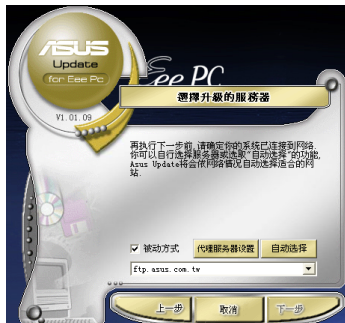 ASUS
Update
for Eee Pc
V1.01.09
Eee PC
選擇升級的服務器
再执行下一步前,请确定你的系统已连接到网络.
你可以自行选择服务器或选取"自动选择"的功能,
Asus Update将会依网络情况自动选择适合的网
站.
被动方式
代理服务器设置
自动选择
ftp.asus.com.tw
上一步
取消
下一步